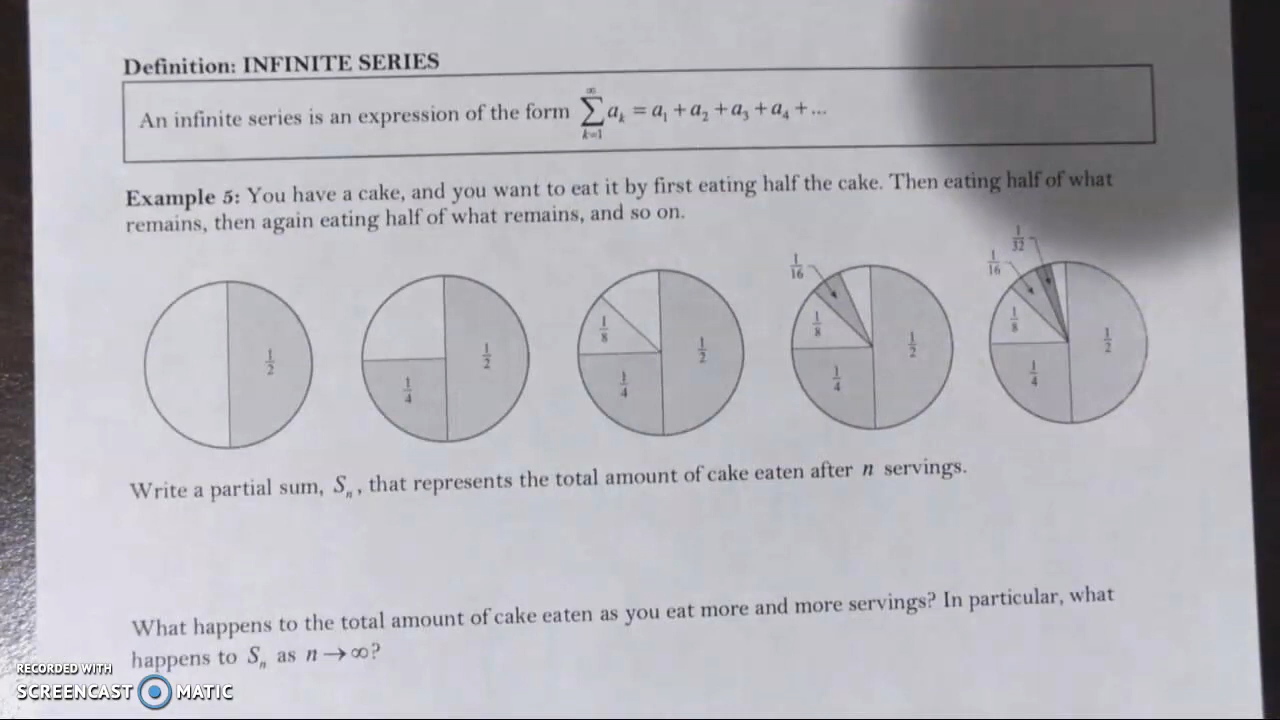 Definition: INFINITE SERIES
An infinite series is an expression of the form ∑_{k=1}^{∞} a_k = a_1 + a_2 + a_3 + a_4 + ...
Example 5: You have a cake, and you want to eat it by first eating half the cake. Then eating half of what
remains, then again eating half of what remains, and so on.
1/2
1/2 1/4
1/8 1/2 1/4
1/16 1/8 1/2 1/4
1/32 1/16 1/8 1/2 1/4
Write a partial sum, S_n, that represents the total amount of cake eaten after n servings.
What happens to the total amount of cake eaten as you eat more and more servings? In particular, what
happens to S_n as n → ∞?
RECORDED WITH
SCREENCAST MATIC